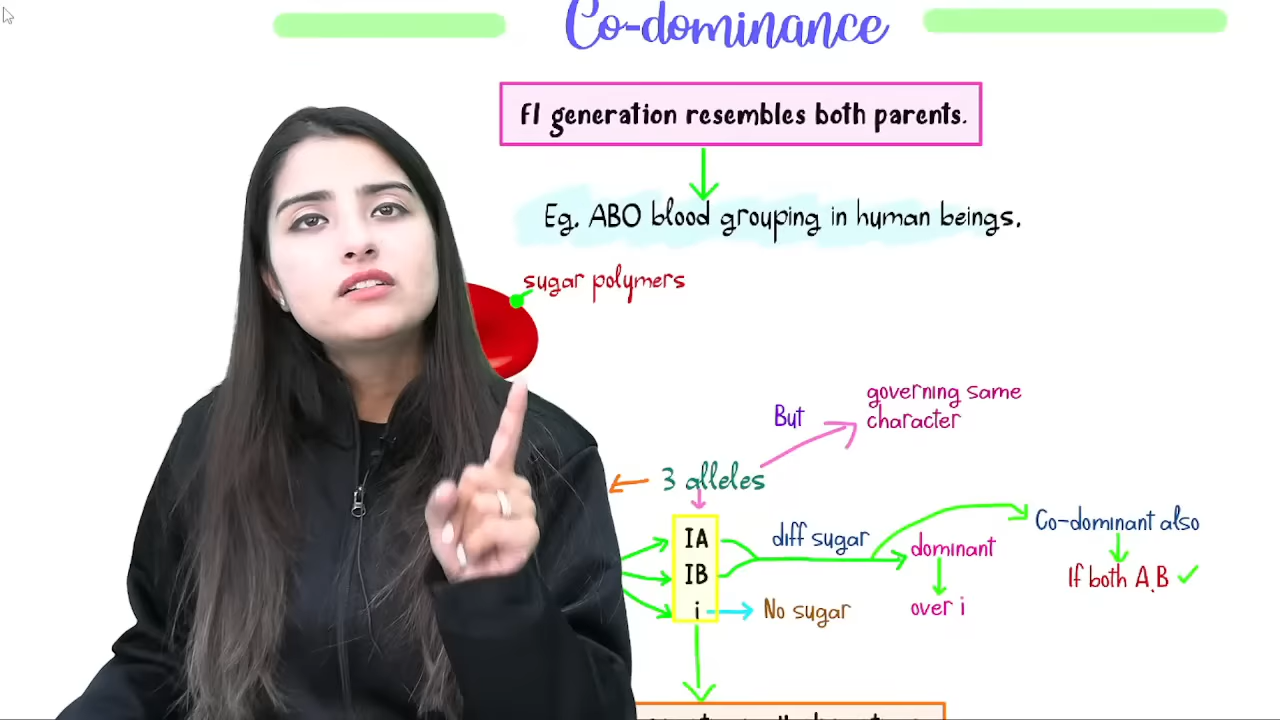 Co-dominance
F1 generation resembles both parents.
Eg. ABO blood grouping in human beings.
sugar polymers
governing same
character
But
3 alleles
IA
IB
i
diff sugar
dominant
over i
No sugar
Co-dominant also
If both A,B ✓